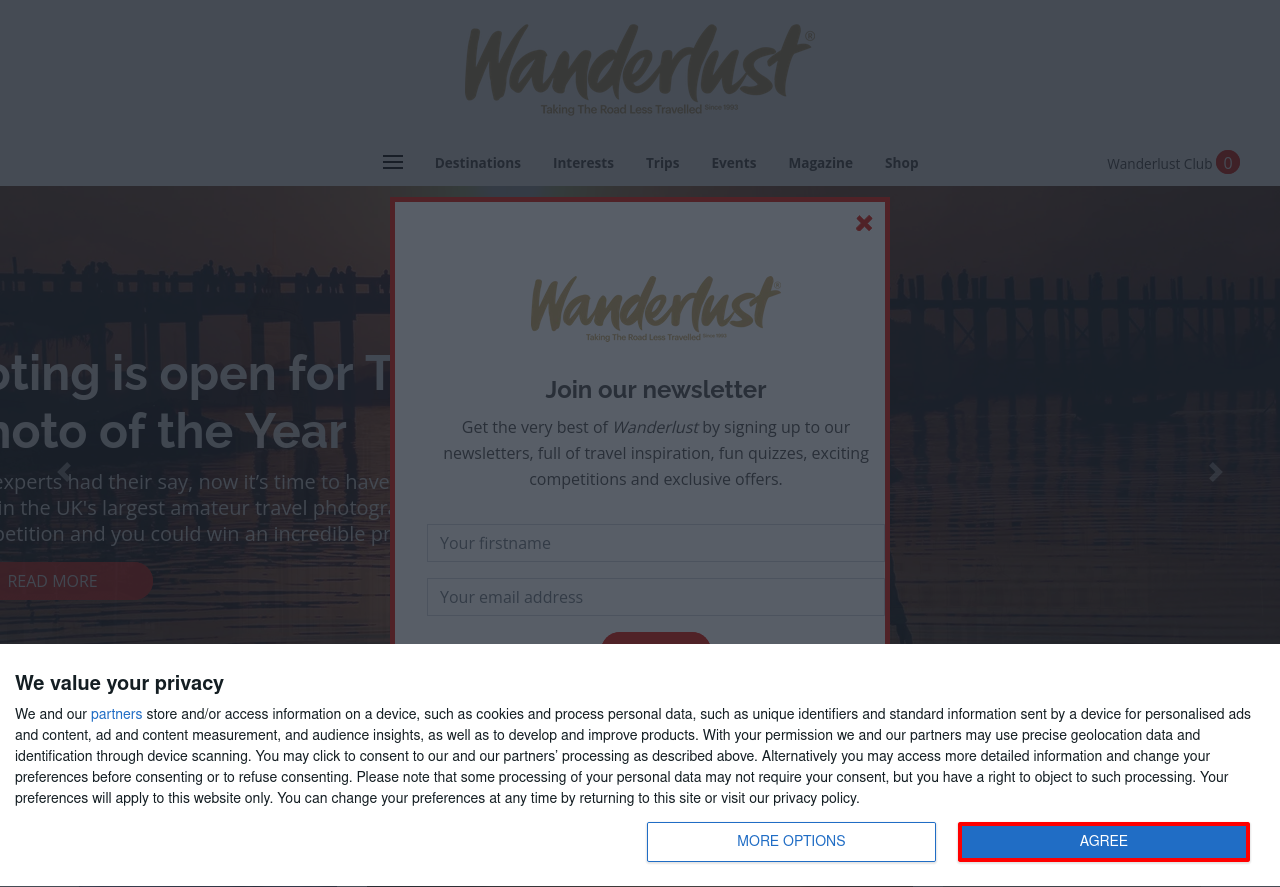 Wanderlust®
Taking The Road Less Travelled Since 1993
Destinations Interests Trips Events Magazine Shop
Wanderlust Club 0
oting is open for T
hoto of the Year
experts had their say, now it's time to have
in the UK's largest amateur travel photogr
petition and you could win an incredible pr
READ MORE
Wanderlust®
Taking The Road Less Travelled Since 1993
Join our newsletter
Get the very best of Wanderlust by signing up to our
newsletters, full of travel inspiration, fun quizzes, exciting
competitions and exclusive offers.
Your firstname
Your email address
We value your privacy
We and our partners store and/or access information on a device, such as cookies and process personal data, such as unique identifiers and standard information sent by a device for personalised ads
and content, ad and content measurement, and audience insights, as well as to develop and improve products. With your permission we and our partners may use precise geolocation data and
identification through device scanning. You may click to consent to our and our partners’ processing as described above. Alternatively you may access more detailed information and change your
preferences before consenting or to refuse consenting. Please note that some processing of your personal data may not require your consent, but you have a right to object to such processing. Your
preferences will apply to this website only. You can change your preferences at any time by returning to this site or visit our privacy policy.
MORE OPTIONS
AGREE